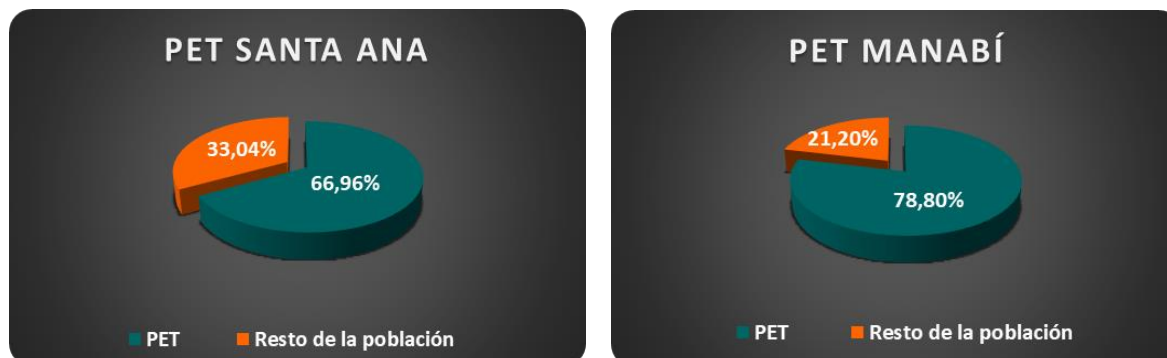 PET SANTA ANA
33,04%
66,96%
PET
Resto de la población
PET MANABÍ
21,20%
78,80%
PET
Resto de la población